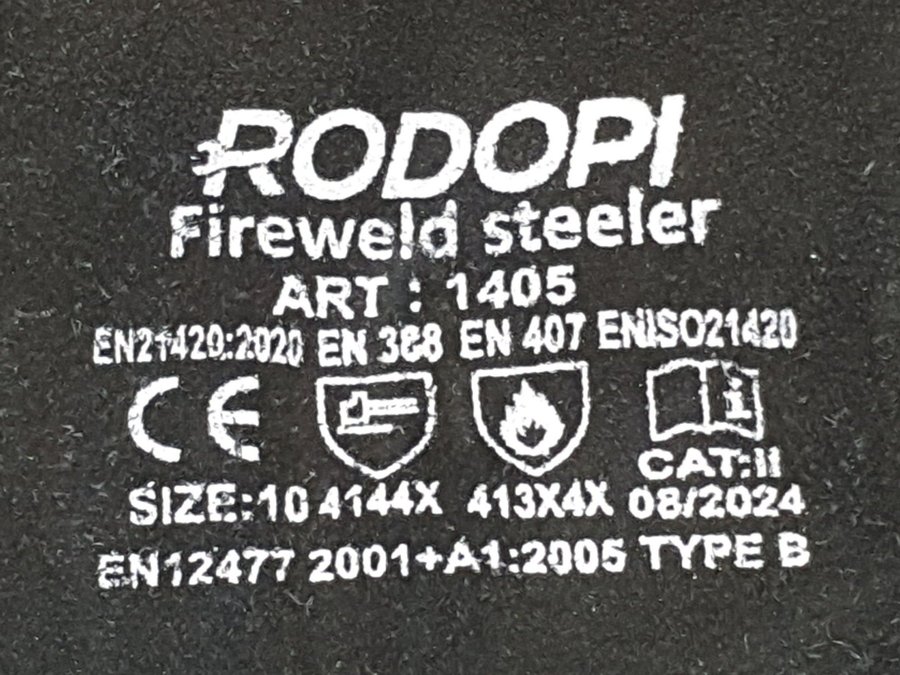 RODOPI
Fireweld steeler
ART : 1405
EN21420:2020 EN 388 EN 407 ENISO21420
CE i
CAT:II
SIZE:10 4144X 413X4X 08/2024
EN12477 2001+A1:2005 TYPE B